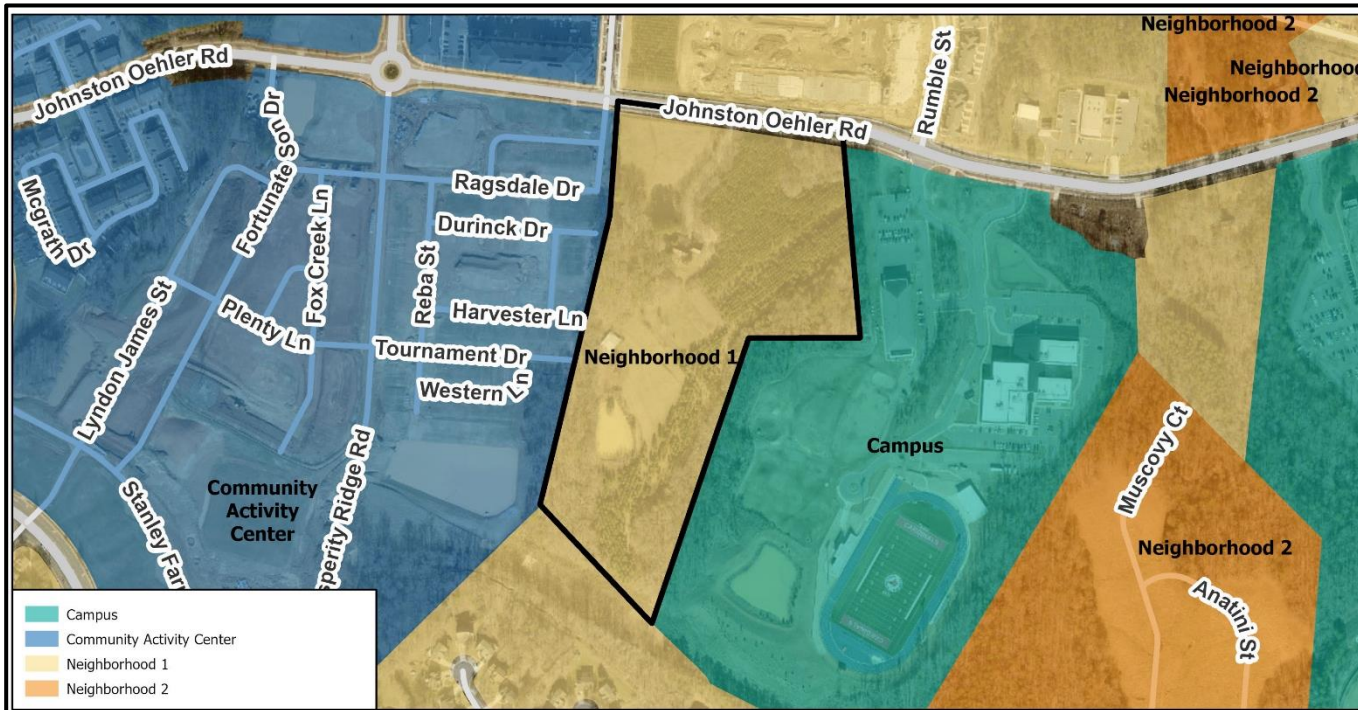 Neighborhood 2
Neighborhood
Neighborhood 2
Johnston Oehler Rd
Rumble St
Johnston Oehler Rd
Fortunate Soun Dr
Mcgrath Dr
Ragsdale Dr
Durinck Dr
Fox Creek Ln
Reba St
Harvester Ln
Lyndon James St
Plenty Ln
Tournament Dr
Western Ln
Neighborhood 1
Campus
Muscovy Ct
Community
Activity
Center
Stanley Farr
sperity Ridge Rd
Neighborhood 2
Anatini St
Campus
Community Activity Center
Neighborhood 1
Neighborhood 2